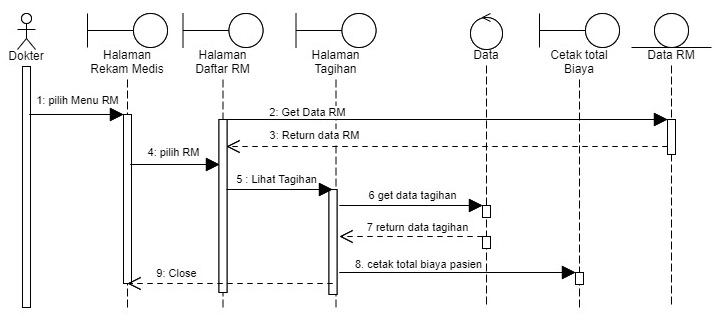 Dokter
Halaman
Rekam Medis
Halaman
Daftar RM
Halaman
Tagihan
Data
Cetak total
Biaya
Data RM
1: pilih Menu RM
2: Get Data RM
3: Return data RM
4: pilih RM
5 : Lihat Tagihan
6 get data tagihan
7 return data tagihan
8. cetak total biaya pasien
9: Close